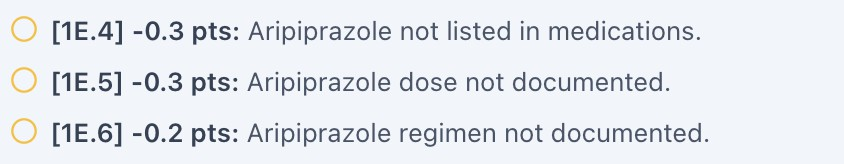 [1E.4] -0.3 pts: Aripiprazole not listed in medications.
[1E.5] -0.3 pts: Aripiprazole dose not documented.
[1E.6] -0.2 pts: Aripiprazole regimen not documented.